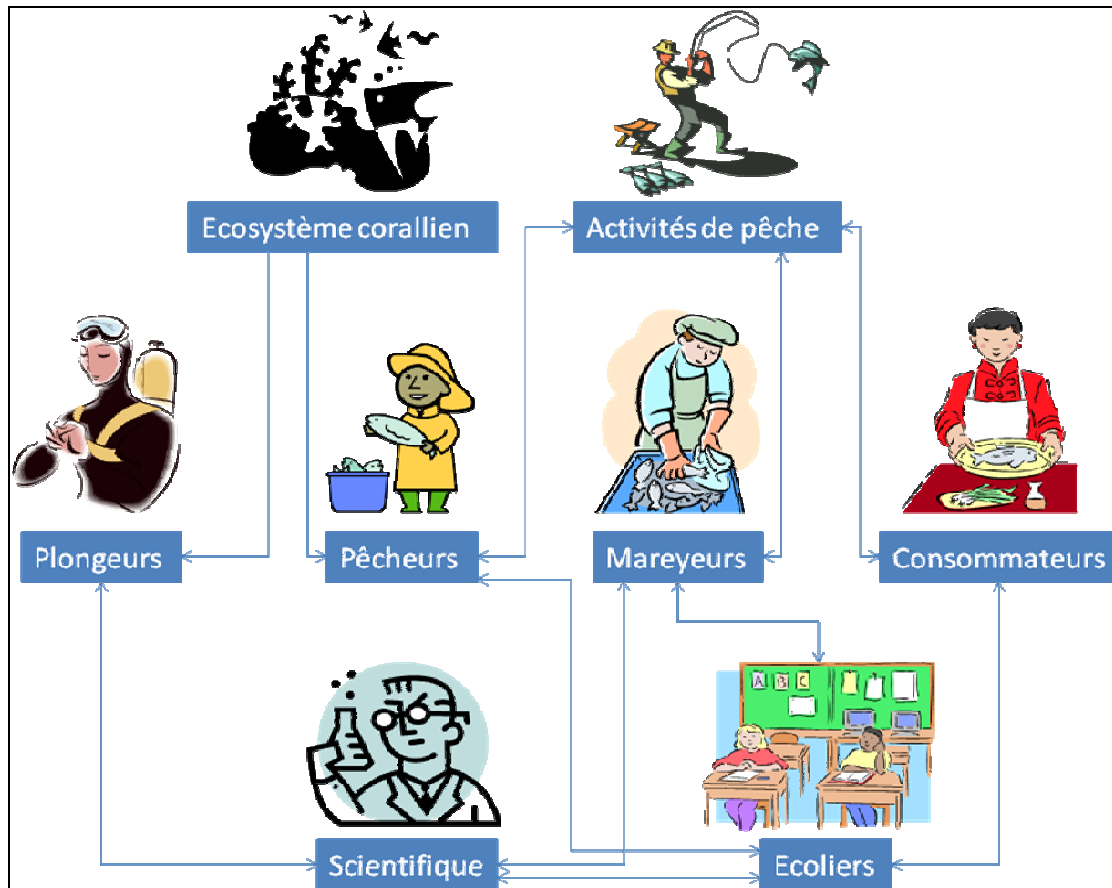 Ecosystème corallien
Activités de pêche
Plongeurs
Pêcheurs
Mareyeurs
Consommateurs
A B C
Scientifique
Ecoliers